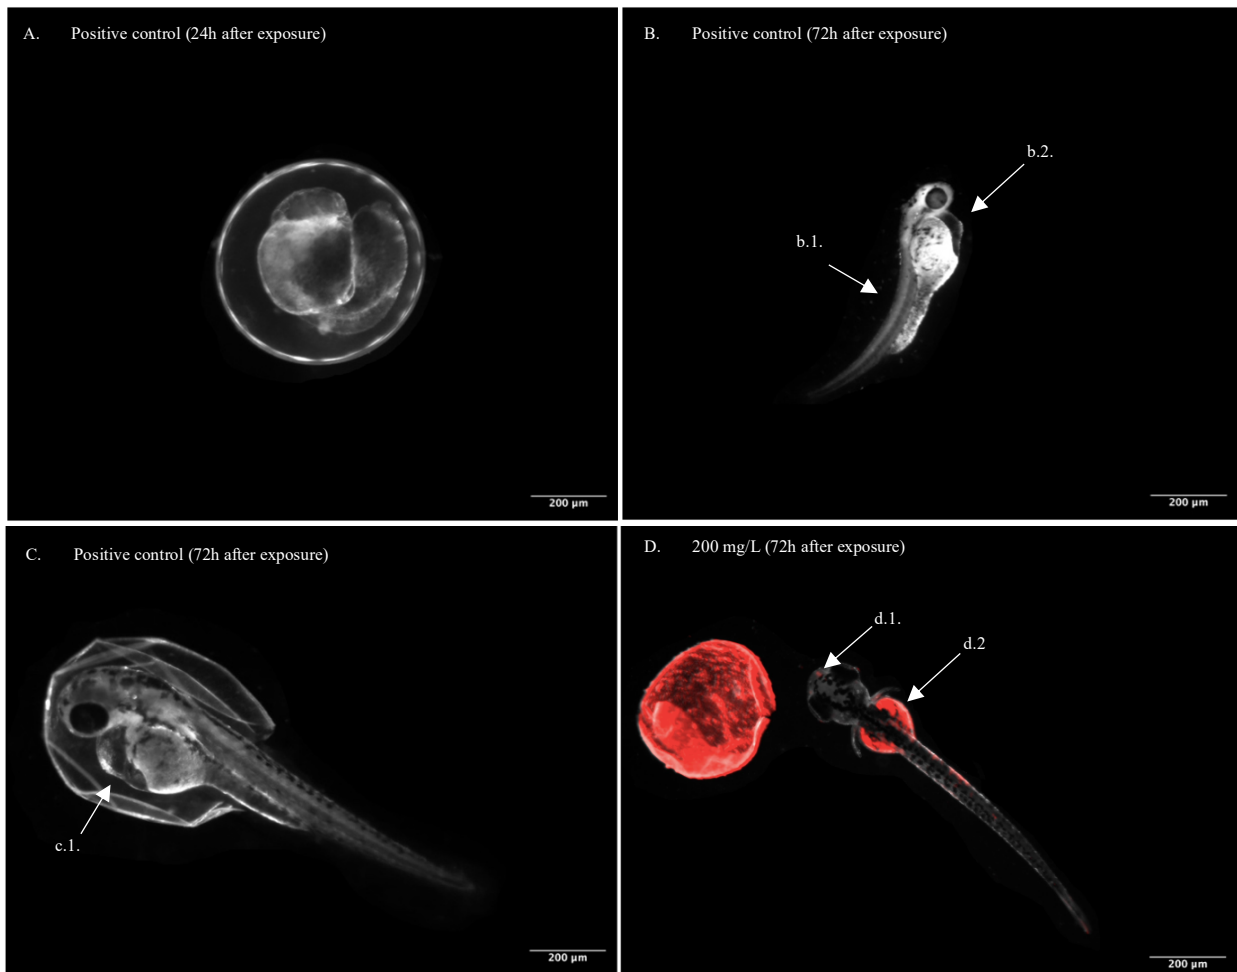 A. Positive control (24h after exposure)
B. Positive control (72h after exposure)
b.2.
b.1.
200 µm
200 µm
C. Positive control (72h after exposure)
D. 200 mg/L (72h after exposure)
d.1.
d.2
c.1.
200 µm
200 µm